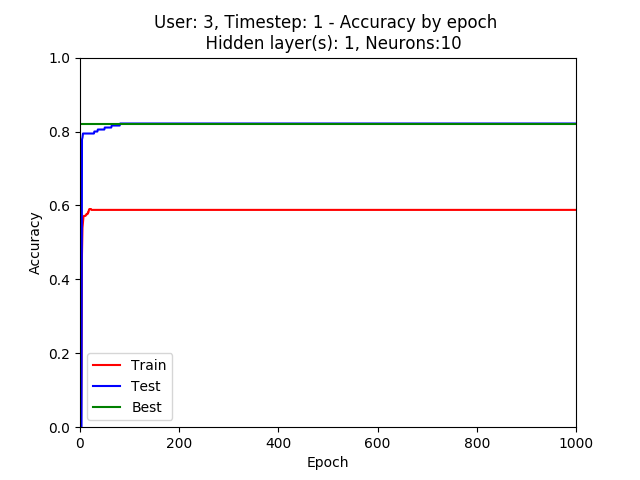 User: 3, Timestep: 1 - Accuracy by epoch
Hidden layer(s): 1, Neurons:10
1.0
0.8
0.6
0.4
0.2
0.0
Accuracy
Train
Test
Best
0 200 400 600 800 1000
Epoch